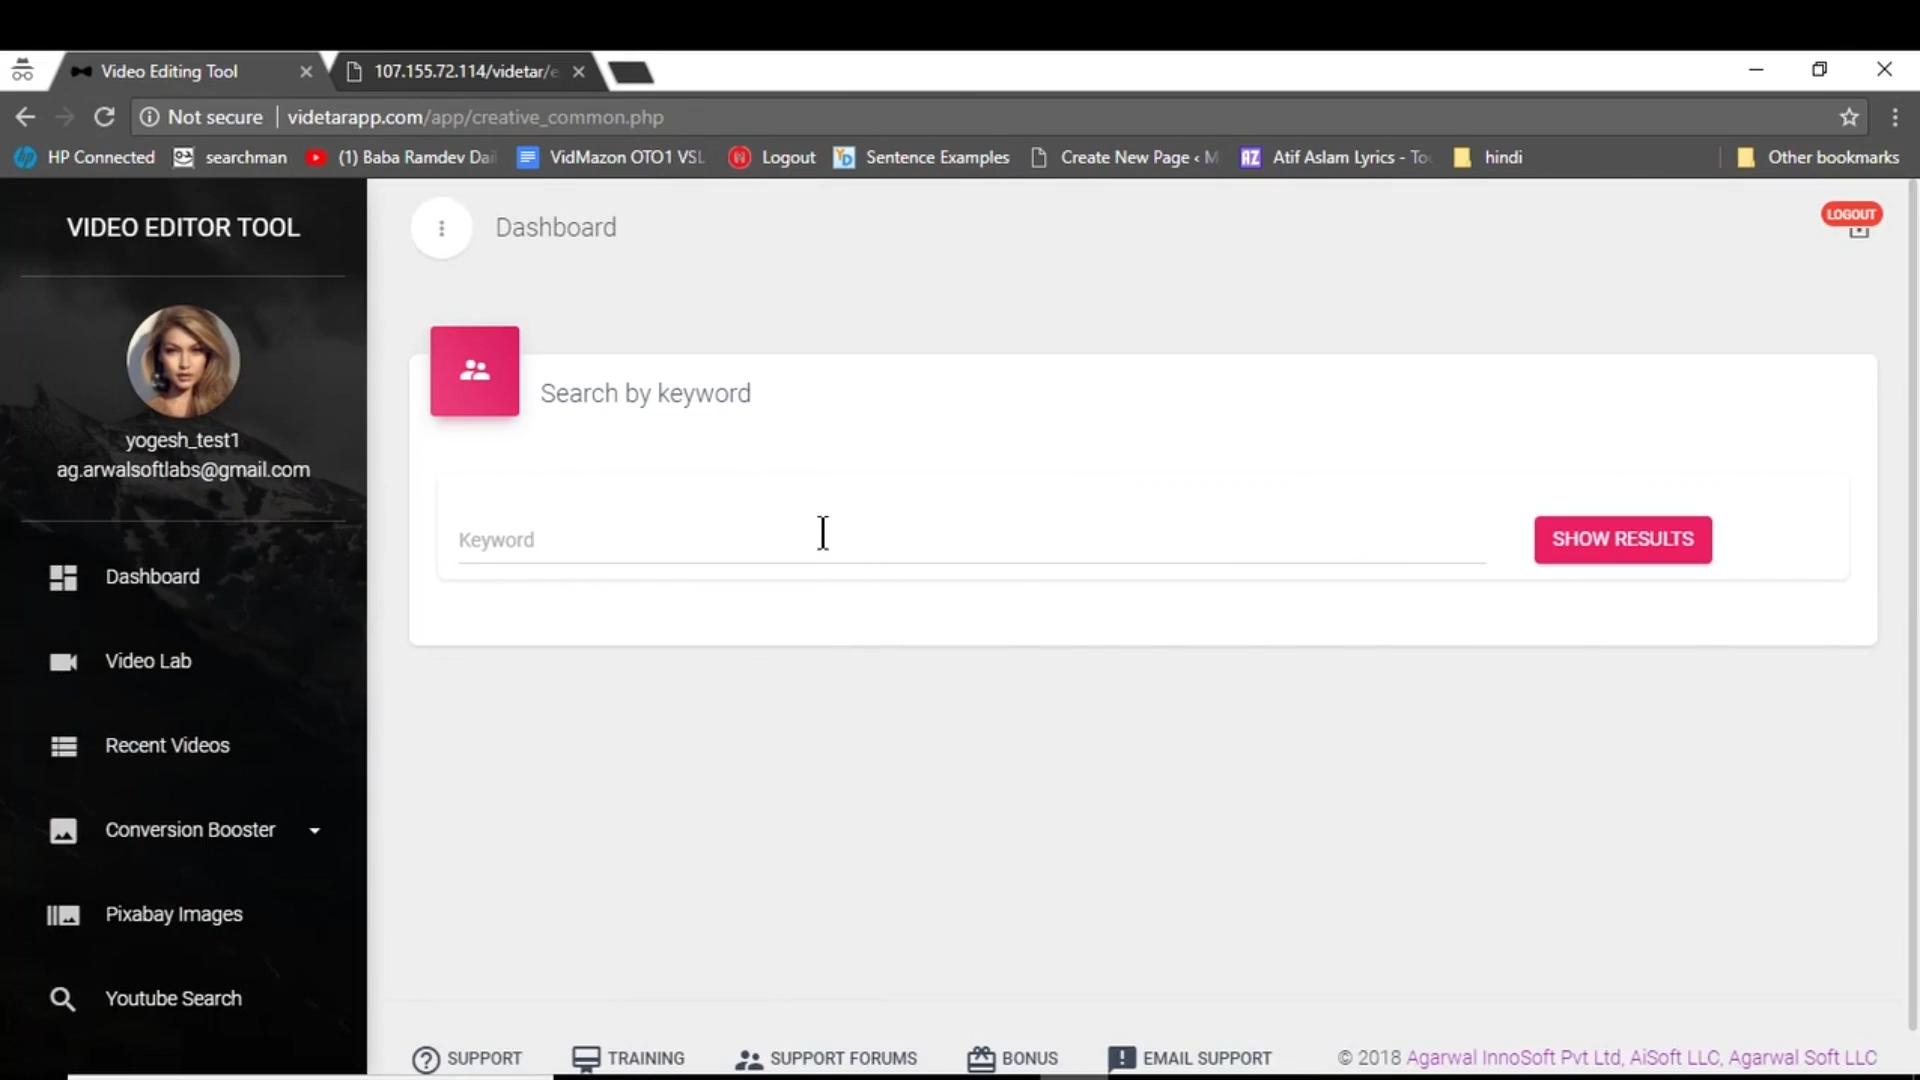 Video Editing Tool
107.155.72.114/videtar/e
Not secure
videtarapp.com/app/creative_common.php
HP Connected
searchman
(1) Baba Ramdev Dai
VidMazon OTO1 VSL
Logout
Sentence Examples
Create New Page ‹ M
Atif Aslam Lyrics - To
hindi
Other bookmarks
VIDEO EDITOR TOOL
yogesh_test1
ag.arwalsoftlabs@gmail.com
Dashboard
Video Lab
Recent Videos
Conversion Booster
Pixabay Images
Youtube Search
Dashboard
LOGOUT
Search by keyword
Keyword
SHOW RESULTS
SUPPORT
TRAINING
SUPPORT FORUMS
BONUS
EMAIL SUPPORT
© 2018 Agarwal InnoSoft Pvt Ltd, AiSoft LLC, Agarwal Soft LLC